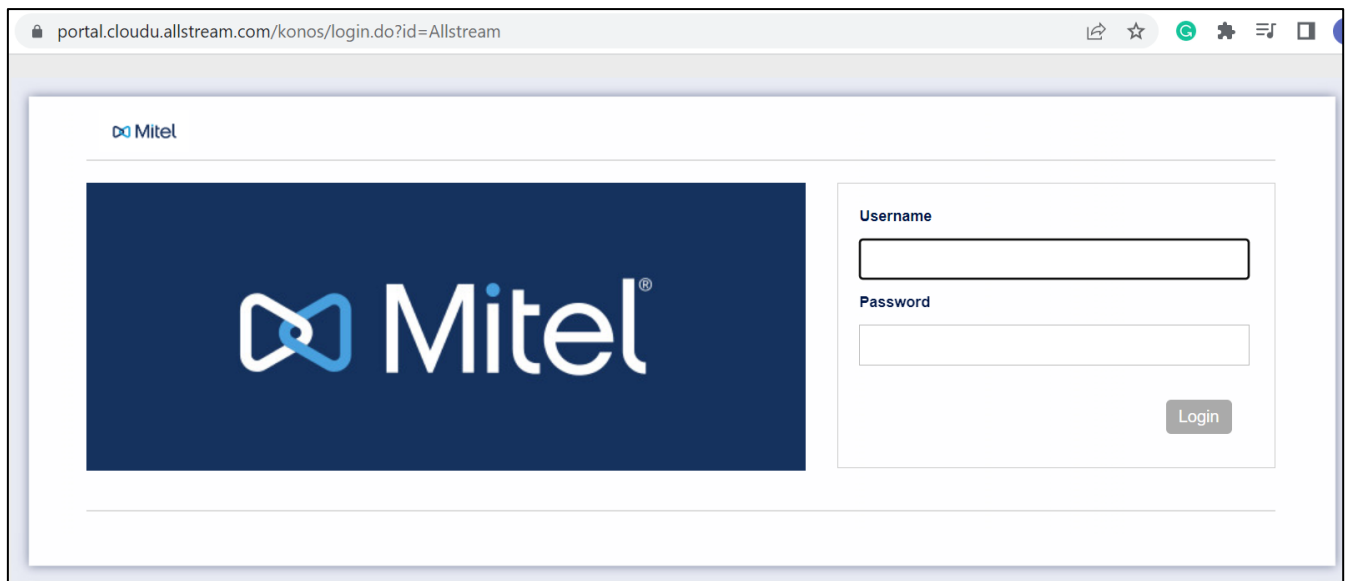 portal.cloudu.allstream.com/konos/login.do?id=Allstream
G
Mitel
Mitel®
Username
Password
Login